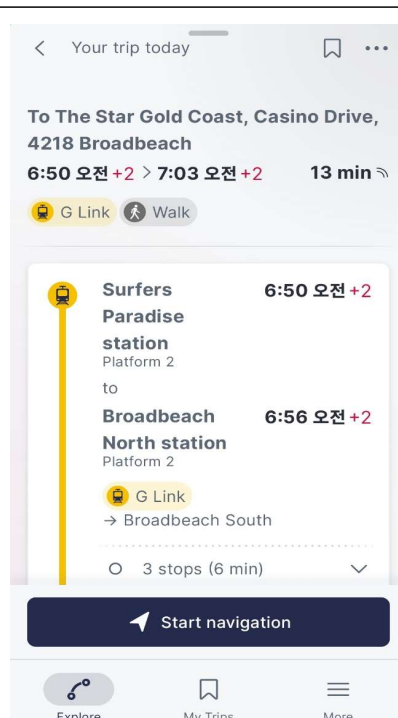 Your trip today
To The Star Gold Coast, Casino Drive,
4218 Broadbeach
6:50 오전 +2 > 7:03 오전 +2 13 min
G Link Walk
Surfers 6:50 오전 +2
Paradise
station
Platform 2
to
Broadbeach 6:56 오전 +2
North station
Platform 2
G Link
→ Broadbeach South
3 stops (6 min)
Start navigation
Explore My Trips More